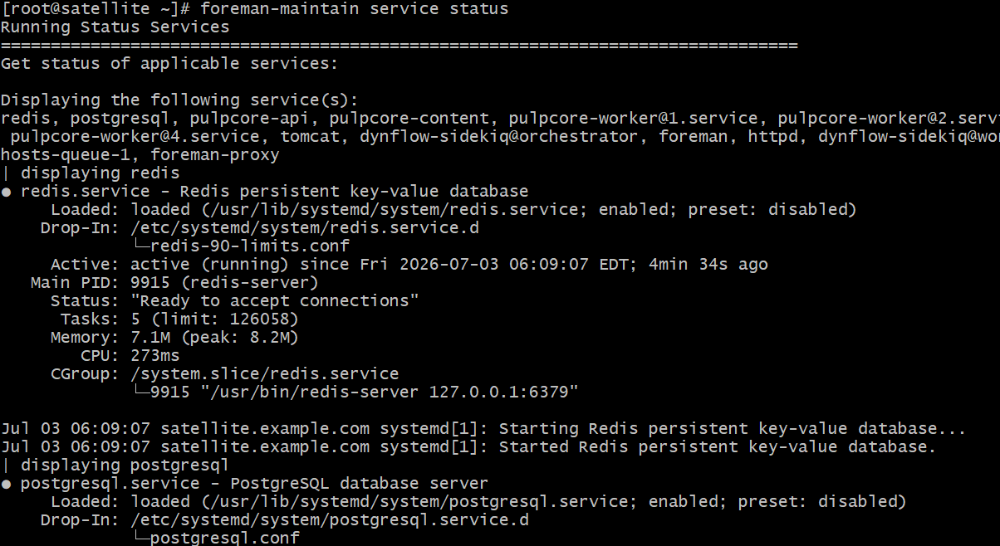 [root@satellite ~]# foreman-maintain service status
Running Status Services
================================================================================
Get status of applicable services:
Displaying the following service(s):
redis, postgresql, pulpcore-api, pulpcore-content, pulpcore-worker@1.service, pulpcore-worker@2.serv
pulpcore-worker@4.service, tomcat, dynflow-sidekiq@orchestrator, foreman, httpd, dynflow-sidekiq@wo
hosts-queue-1, foreman-proxy
| displaying redis
● redis.service - Redis persistent key-value database
Loaded: loaded (/usr/lib/systemd/system/redis.service; enabled; preset: disabled)
Drop-In: /etc/systemd/system/redis.service.d
└─redis-90-limits.conf
Active: active (running) since Fri 2026-07-03 06:09:07 EDT; 4min 34s ago
Main PID: 9915 (redis-server)
Status: "Ready to accept connections"
Tasks: 5 (limit: 126058)
Memory: 7.1M (peak: 8.2M)
CPU: 273ms
CGroup: /system.slice/redis.service
└─9915 "/usr/bin/redis-server 127.0.0.1:6379"
Jul 03 06:09:07 satellite.example.com systemd[1]: Starting Redis persistent key-value database...
Jul 03 06:09:07 satellite.example.com systemd[1]: Started Redis persistent key-value database.
| displaying postgresql
● postgresql.service - PostgreSQL database server
Loaded: loaded (/usr/lib/systemd/system/postgresql.service; enabled; preset: disabled)
Drop-In: /etc/systemd/system/postgresql.service.d
└─postgresql.conf